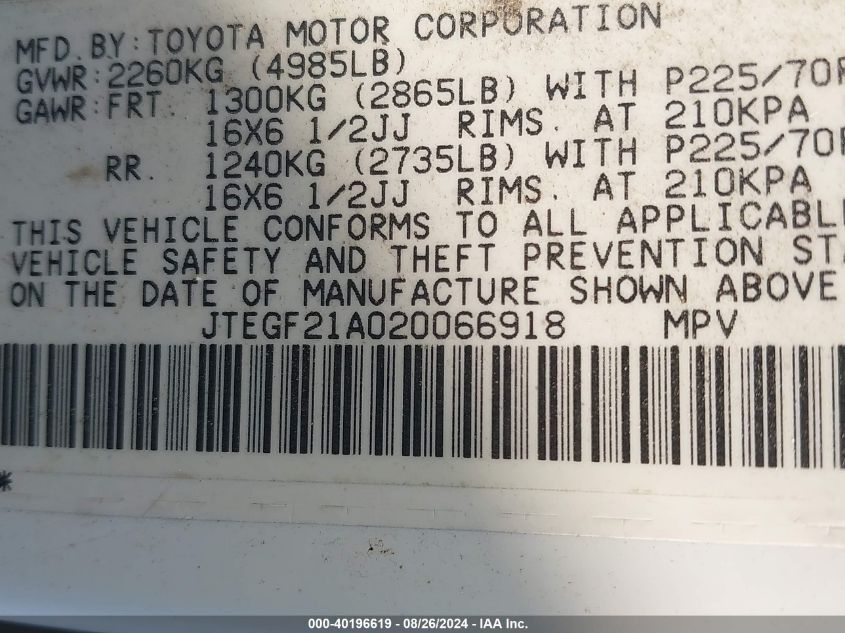 MFD. BY: TOYOTA MOTOR CORPORATION
GVWR: 2260KG (4985LB)
GAWR: FRT. 1300KG (2865LB) WITH P225/70R
16X6 1/2JJ RIMS. AT 210KPA
RR. 1240KG (2735LB) WITH P225/70R
16X6 1/2JJ RIMS. AT 210KPA
THIS VEHICLE CONFORMS TO ALL APPLICABL
VEHICLE SAFETY AND THEFT PREVENTION STA
ON THE DATE OF MANUFACTURE SHOWN ABOVE
JTEGF21A020066918 MPV
*
000-40196619 - 08/26/2024 - IAA Inc.